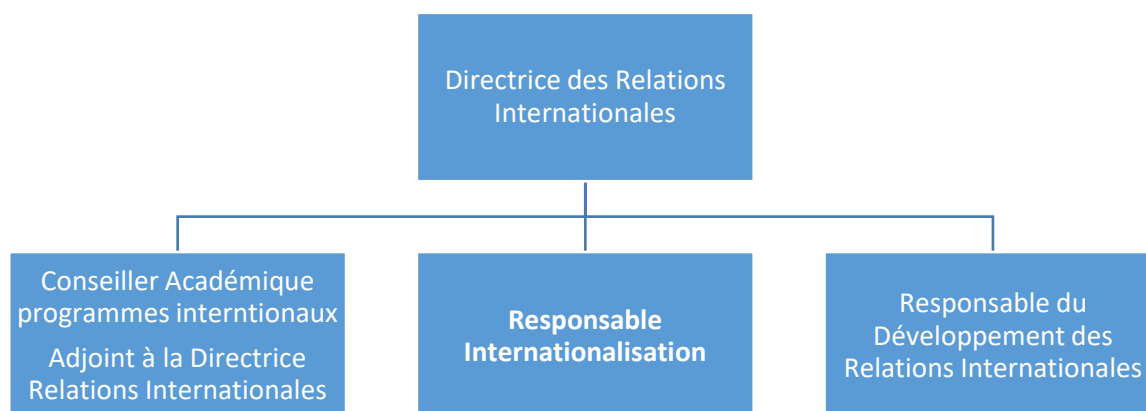 Directrice des Relations
Internationales
Conseiller Académique
programmes interntionaux
Adjoint à la Directrice
Relations Internationales
Responsable
Internationalisation
Responsable du
Développement des
Relations Internationales